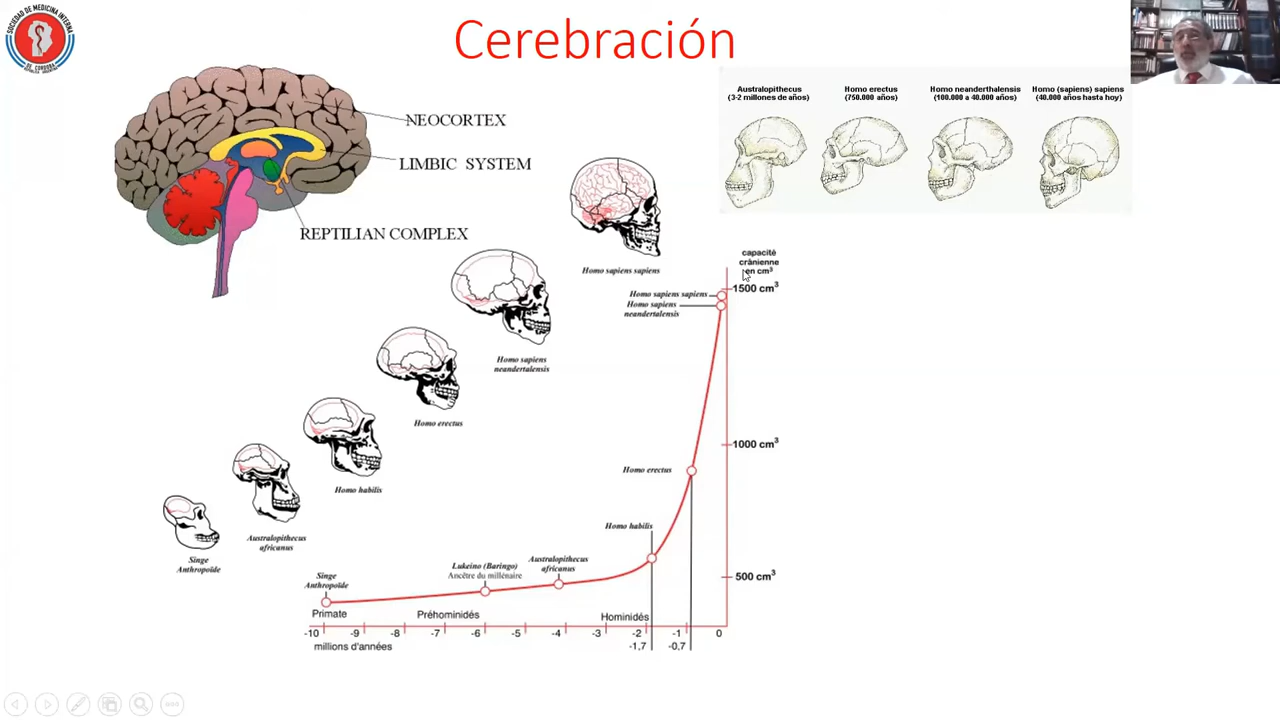 SOCIEDAD DE MEDICINA INTERNA
DE CORDOBA
Cerebración
NEOCORTEX
LIMBIC SYSTEM
REPTILIAN COMPLEX
Australopithecus
(3-2 millones de años)
Homo erectus
(750.000 años)
Homo neanderthalensis
(100.000 a 40.000 años)
Homo (sapiens) sapiens
(40.000 años hasta hoy)
Homo sapiens sapiens
Homo sapiens
neandertalensis
Homo erectus
Homo habilis
Australopithecus
africanus
Singe
Anthropoïde
capacité
crânienne
en cm³
1500 cm³
Homo sapiens sapiens
Homo sapiens
neandertalensis
1000 cm³
Homo erectus
Homo habilis
500 cm³
Australopithecus
africanus
Lukeino (Baringo)
Ancêtre du millénaire
Singe
Anthropoïde
Primate
Préhominidés
Hominidés
-10 -9 -8 -7 -6 -5 -4 -3 -2 -1 0
millions d'années
-1,7 -0,7